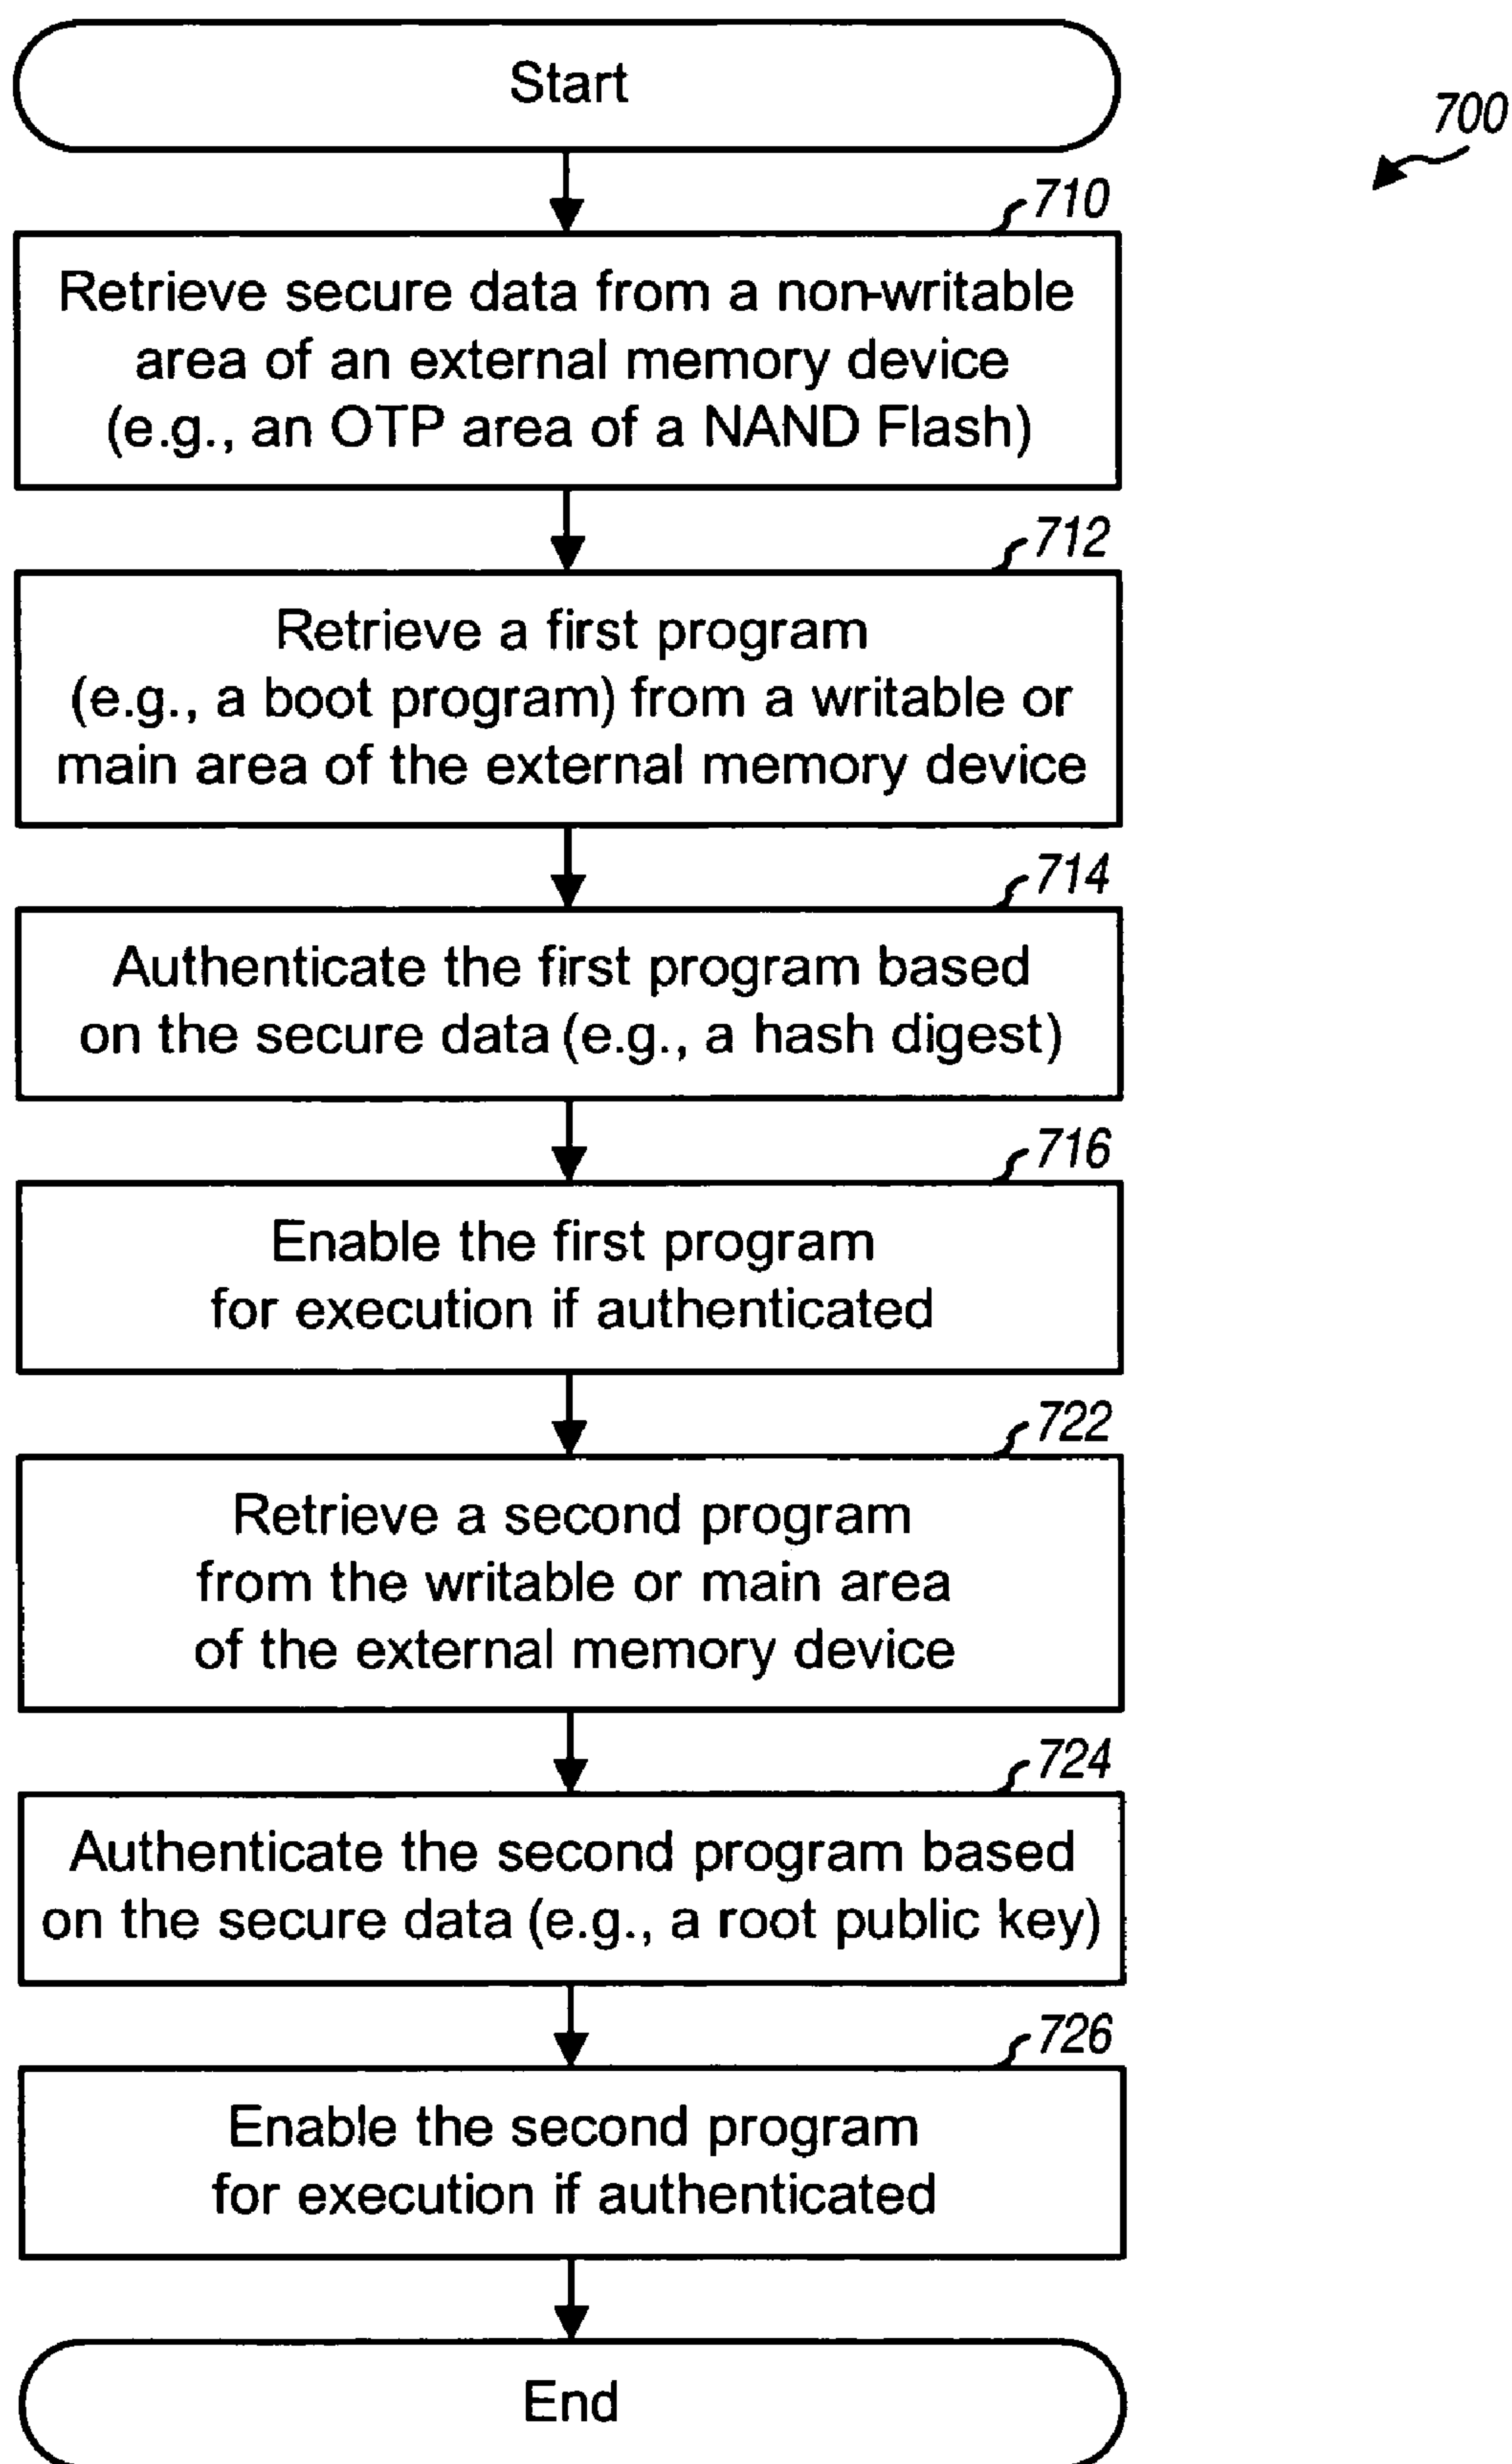 Start
700
710
Retrieve secure data from a non-writable
area of an external memory device
(e.g., an OTP area of a NAND Flash)
712
Retrieve a first program
(e.g., a boot program) from a writable or
main area of the external memory device
714
Authenticate the first program based
on the secure data (e.g., a hash digest)
716
Enable the first program
for execution if authenticated
722
Retrieve a second program
from the writable or main area
of the external memory device
724
Authenticate the second program based
on the secure data (e.g., a root public key)
726
Enable the second program
for execution if authenticated
End